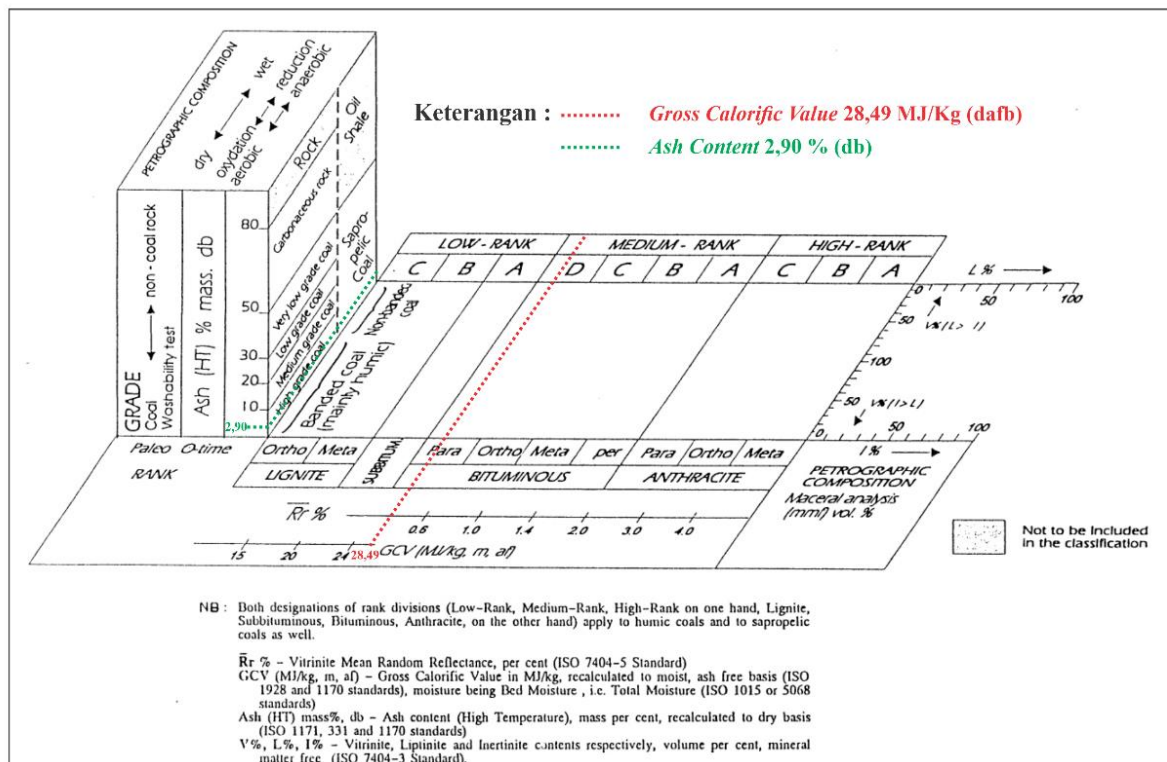 PETROGRAPHIC COMPOSITION
wet
reduction
anaerobic
dry
oxydation
aerobic
Keterangan :
Gross Calorific Value 28,49 MJ/Kg (dafb)
Ash Content 2,90 % (db)
ROCK
Oil Shale
Carbonaceous rock
Sapro-
pelic
Coal
Very low grade coal
Low grade coal
Medium grade coal
High grade coal
Non-banded
coal
Banded coal
(mainly humic)
GRADE
Coal
non - coal rock
Washability test
Ash (HT) % mass. db
80
50
30
20
10
2,90
LOW - RANK
MEDIUM - RANK
HIGH - RANK
C B A D C B A C B A
L %
0 50 100
V% (L > I)
50
100
50
V% (I > L)
0 50 100
I %
Paleo O-time
RANK
Ortho Meta
LIGNITE
SUBBITUM.
Para Ortho Meta per
BITUMINOUS
Para Ortho Meta
ANTHRACITE
PETROGRAPHIC
COMPOSITION
Maceral analysis
(mmf) vol. %
Rr %
0.6 1.0 1.4 2.0 3.0 4.0
15 20 24 28,49 GCV (MJ/kg, m, af)
Not to be included
in the classification
NB : Both designations of rank divisions (Low-Rank, Medium-Rank, High-Rank on one hand, Lignite,
Subbituminous, Bituminous, Anthracite, on the other hand) apply to humic coals and to sapropelic
coals as well.
R̄r % – Vitrinite Mean Random Reflectance, per cent (ISO 7404-5 Standard)
GCV (MJ/kg, m, af) – Gross Calorific Value in MJ/kg, recalculated to moist, ash free basis (ISO
1928 and 1170 standards), moisture being Bed Moisture , i.e. Total Moisture (ISO 1015 or 5068
standards)
Ash (HT) mass%, db – Ash content (High Temperature), mass per cent, recalculated to dry basis
(ISO 1171, 331 and 1170 standards)
V%, L%, I% – Vitrinite, Liptinite and Inertinite contents respectively, volume per cent, mineral
matter free (ISO 7404-3 Standard).